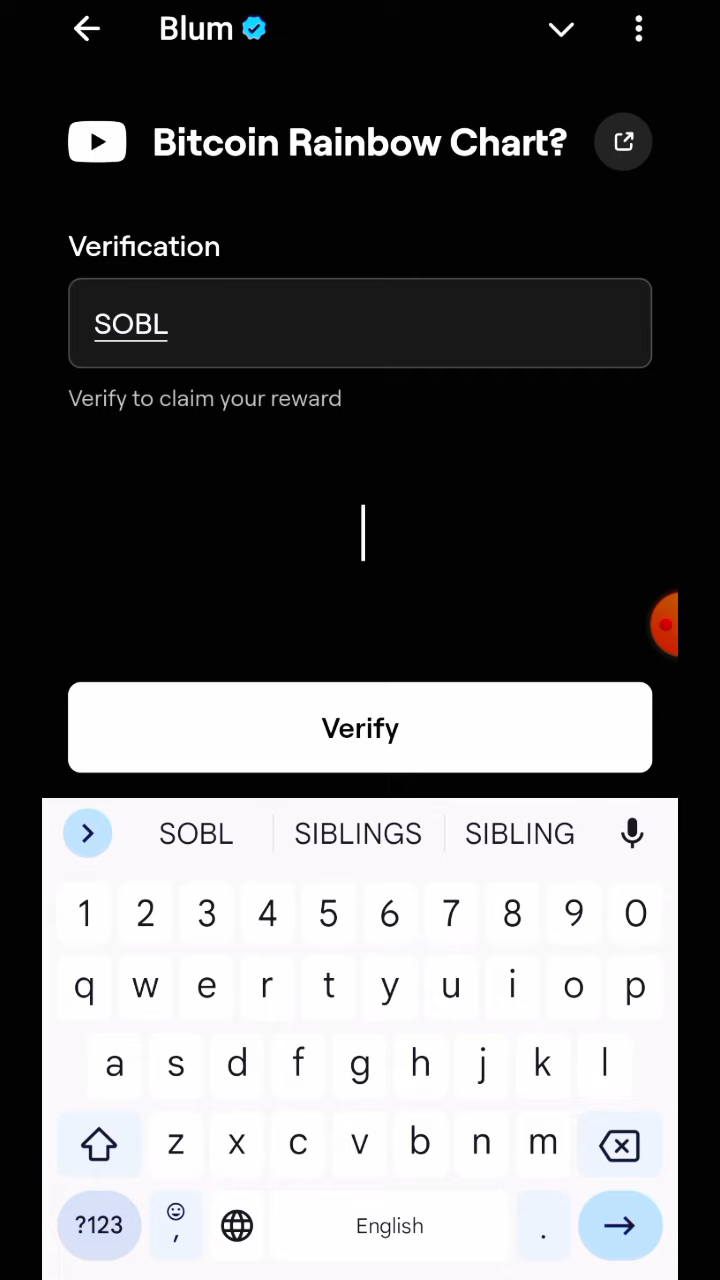 Blum
Bitcoin Rainbow Chart?
Verification
SOBL
Verify to claim your reward
Verify
SOBL SIBLINGS SIBLING
1 2 3 4 5 6 7 8 9 0
q w e r t y u i o p
a s d f g h j k l
z x c v b n m
?123 , English .